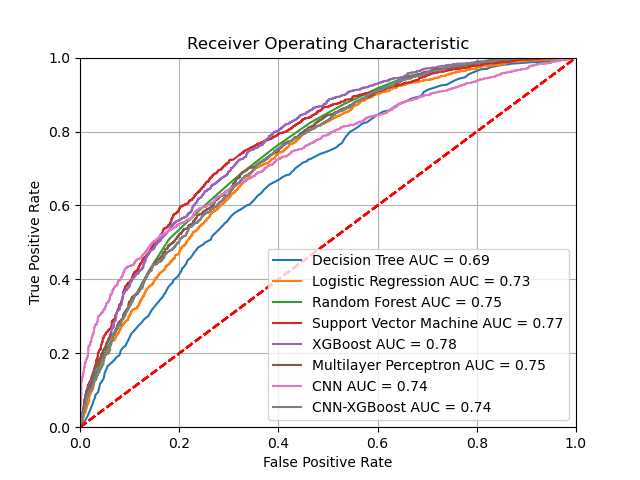 Receiver Operating Characteristic
True Positive Rate
1.0
0.8
0.6
0.4
0.2
0.0
Decision Tree AUC = 0.69
Logistic Regression AUC = 0.73
Random Forest AUC = 0.75
Support Vector Machine AUC = 0.77
XGBoost AUC = 0.78
Multilayer Perceptron AUC = 0.75
CNN AUC = 0.74
CNN-XGBoost AUC = 0.74
0.0 0.2 0.4 0.6 0.8 1.0
False Positive Rate